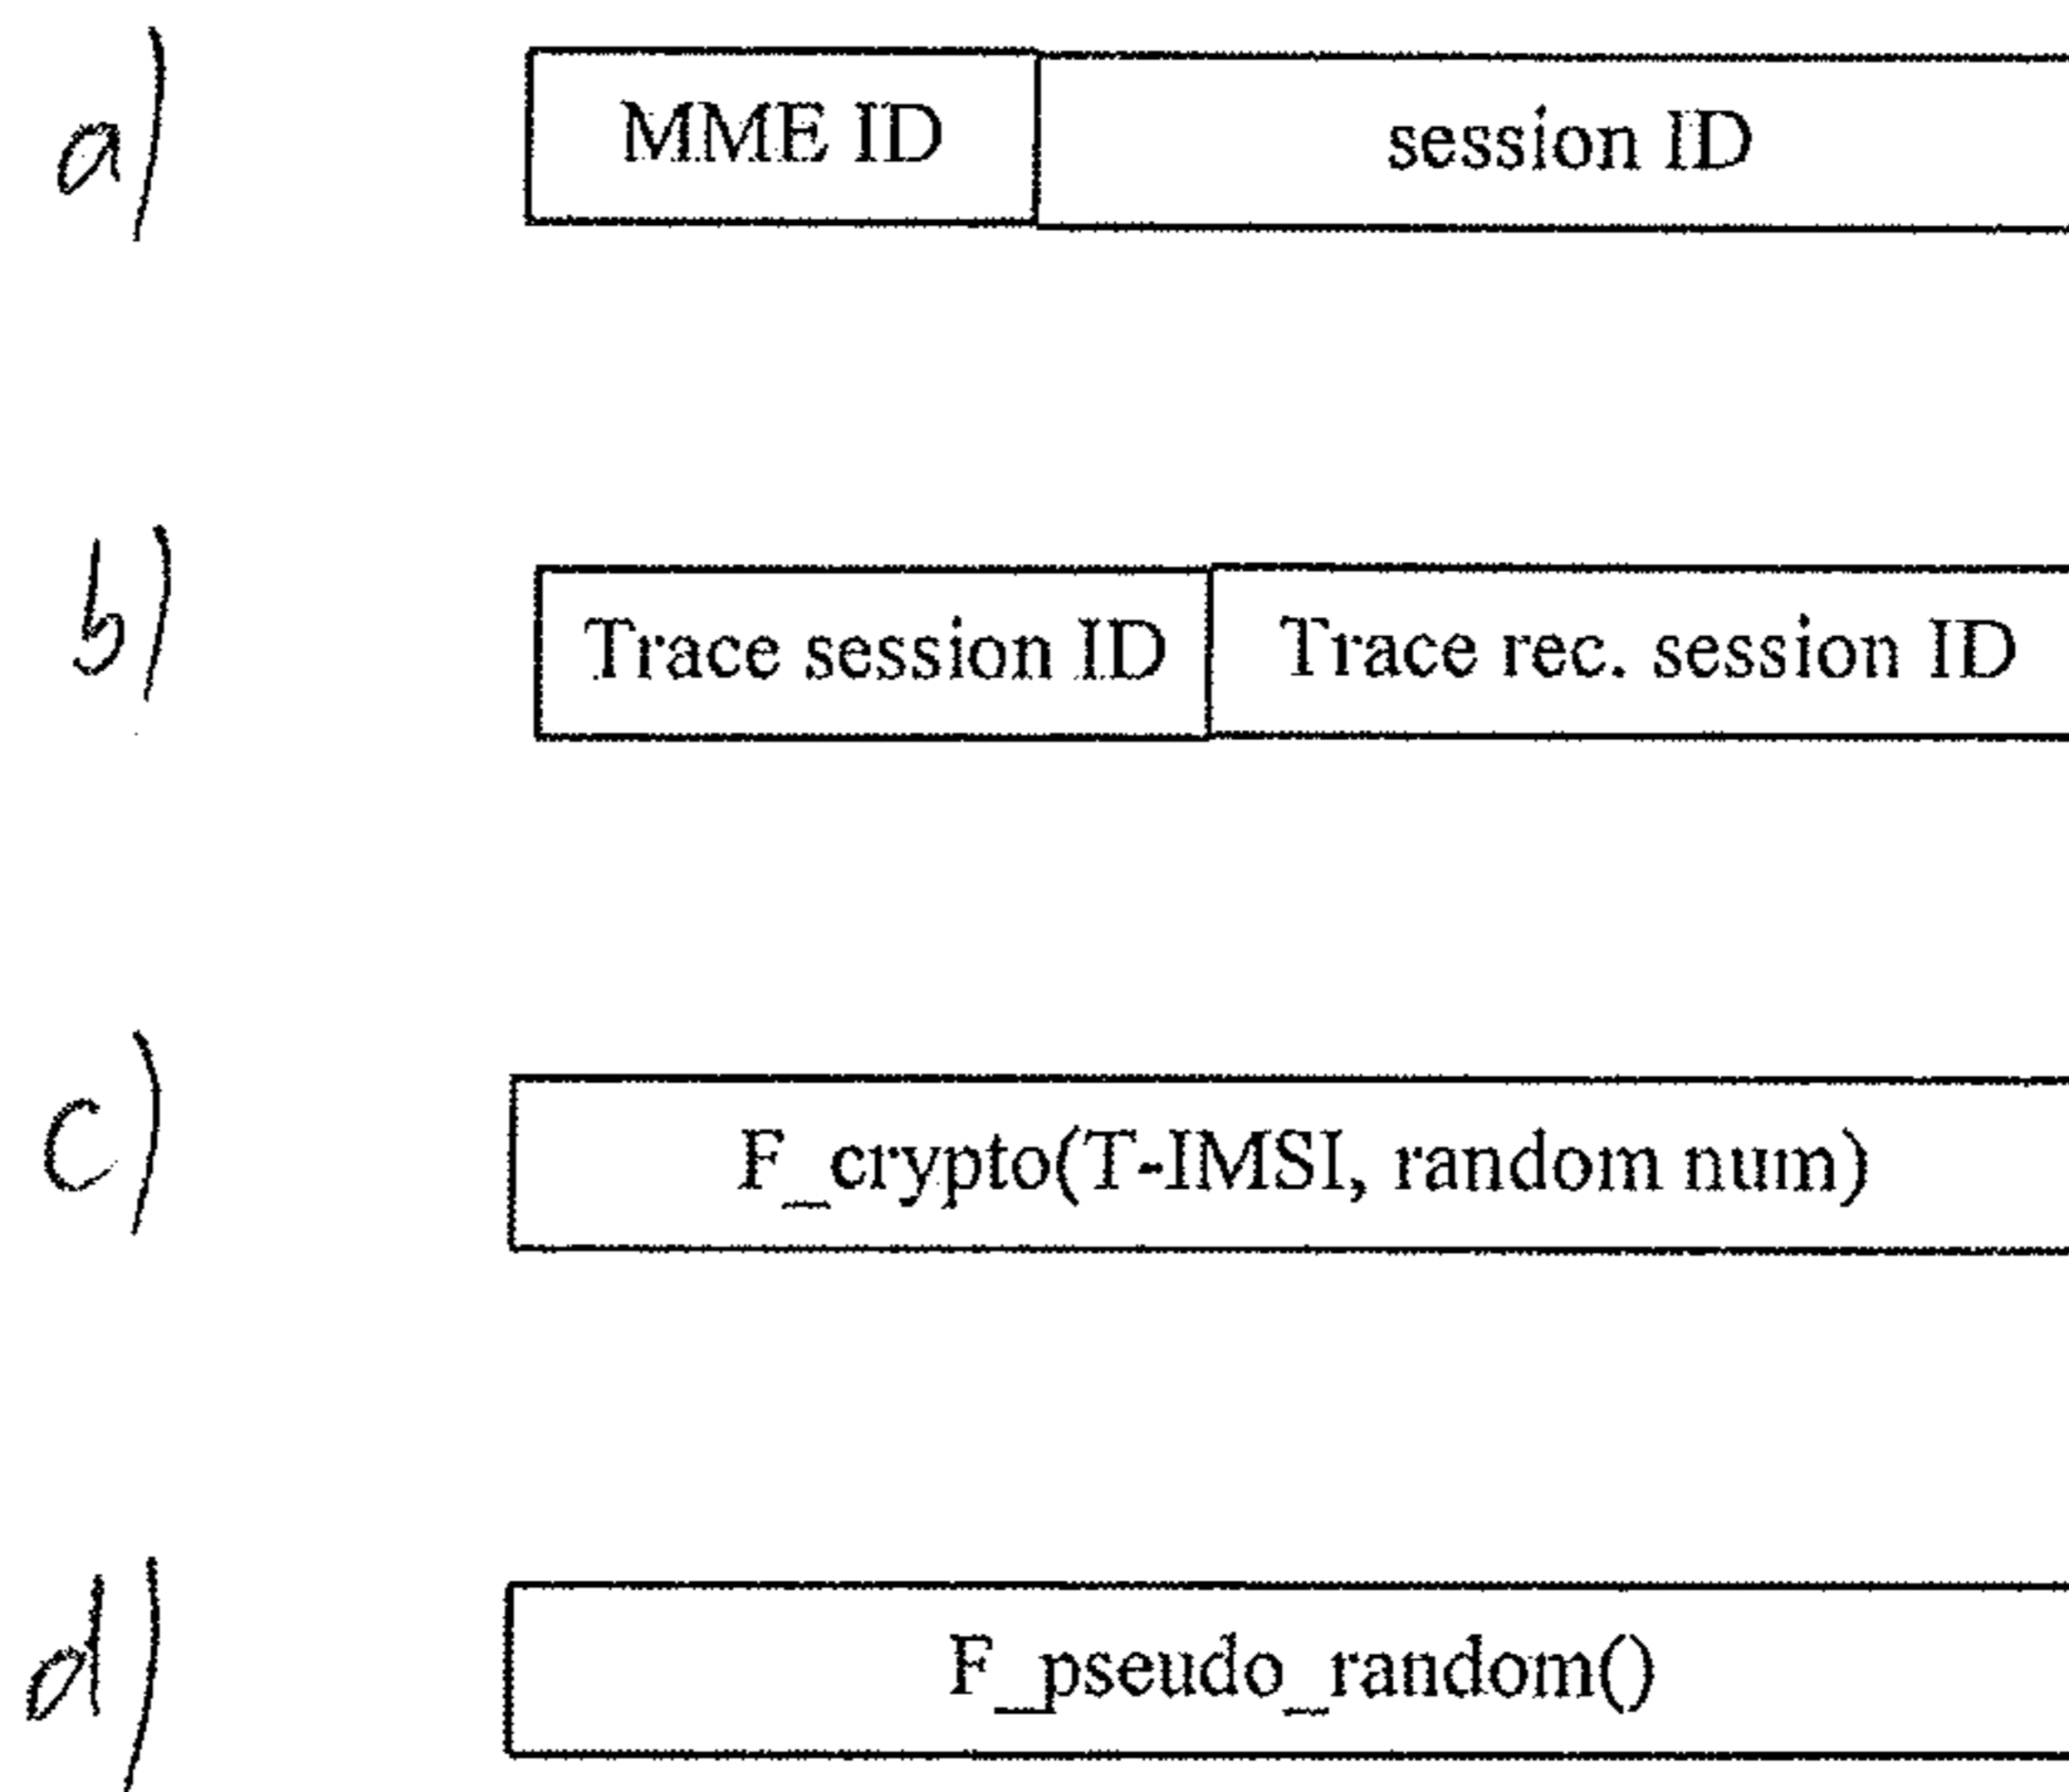 a) MME ID session ID
b) Trace session ID Trace rec. session ID
c) F_crypto(T-IMSI, random num)
d) F_pseudo_random()